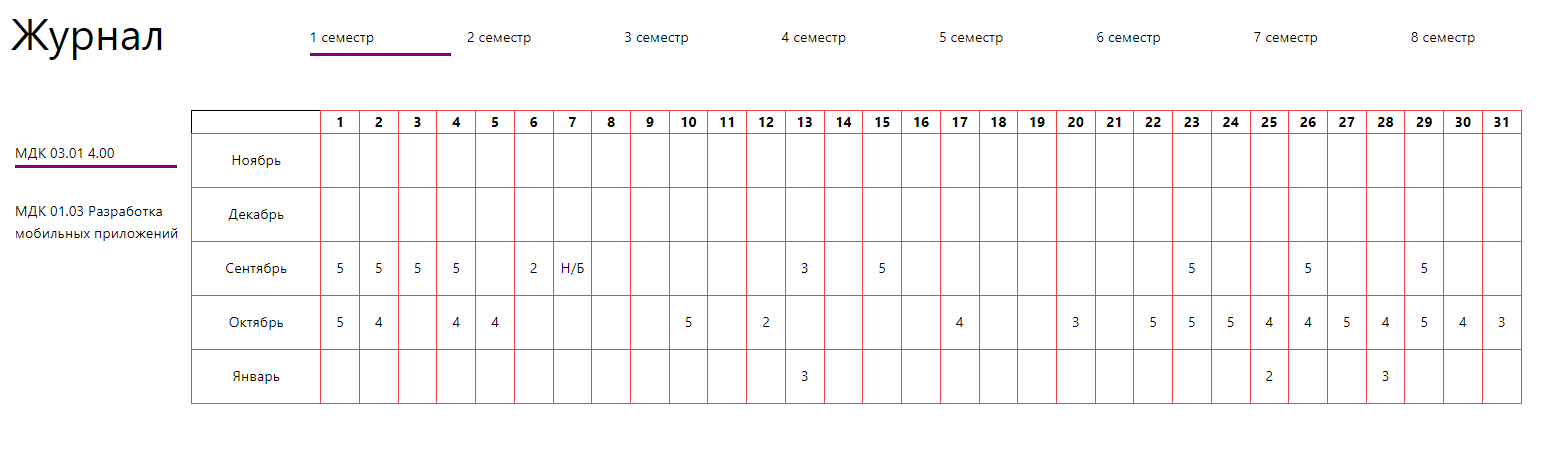 Журнал
1 семестр 2 семестр 3 семестр 4 семестр 5 семестр 6 семестр 7 семестр 8 семестр
МДК 03.01 4.00
МДК 01.03 Разработка
мобильных приложений
1 2 3 4 5 6 7 8 9 10 11 12 13 14 15 16 17 18 19 20 21 22 23 24 25 26 27 28 29 30 31
Ноябрь
Декабрь
Сентябрь 5 5 5 5 2 Н/Б 3 5 5 5 5
Октябрь 5 4 4 4 5 2 4 3 5 5 5 4 4 5 4 5 4 3
Январь 3 2 3